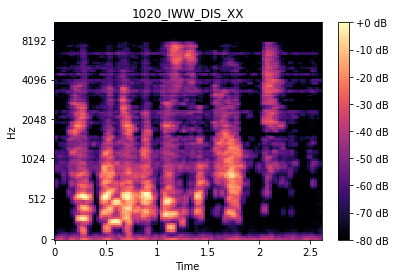 1020_IWW_DIS_XX
+0 dB
8192
-10 dB
4096
-20 dB
-30 dB
2048
Hz
-40 dB
1024
-50 dB
512
-60 dB
-70 dB
0
-80 dB
0 0.5 1 1.5 2 2.5
Time